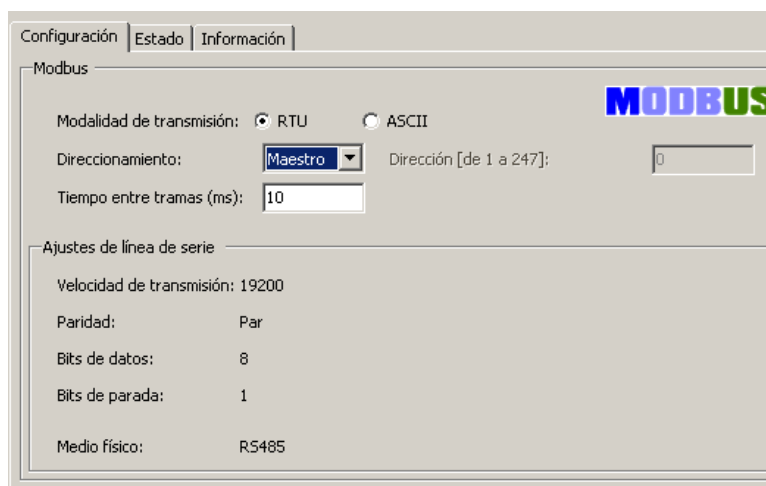 Configuración Estado Información
Modbus
MODBUS
Modalidad de transmisión: RTU ASCII
Direccionamiento: Maestro Dirección [de 1 a 247]: 0
Tiempo entre tramas (ms): 10
Ajustes de línea de serie
Velocidad de transmisión: 19200
Paridad: Par
Bits de datos: 8
Bits de parada: 1
Medio físico: RS485